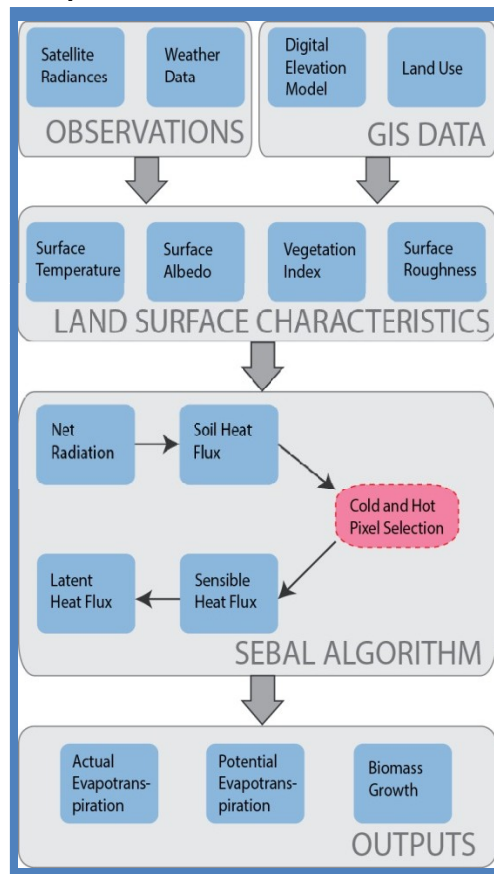 Satellite
Radiances
Weather
Data
OBSERVATIONS
Digital
Elevation
Model
Land Use
GIS DATA
Surface
Temperature
Surface
Albedo
Vegetation
Index
Surface
Roughness
LAND SURFACE CHARACTERISTICS
Net
Radiation
Soil Heat
Flux
Cold and Hot
Pixel Selection
Latent
Heat Flux
Sensible
Heat Flux
SEBAL ALGORITHM
Actual
Evapotrans-
piration
Potential
Evapotrans-
piration
Biomass
Growth
OUTPUTS